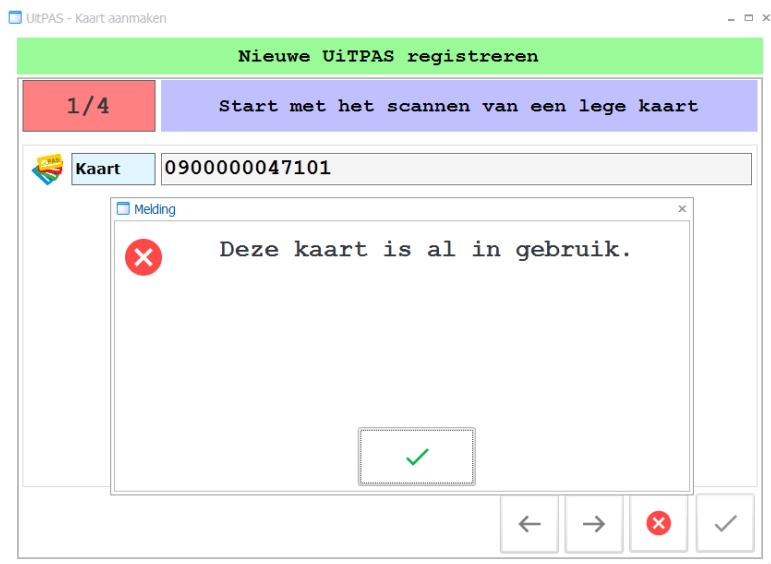 UitPAS - Kaart aanmaken
Nieuwe UiTPAS registreren
1/4
Start met het scannen van een lege kaart
Kaart
0900000047101
Melding
Deze kaart is al in gebruik.